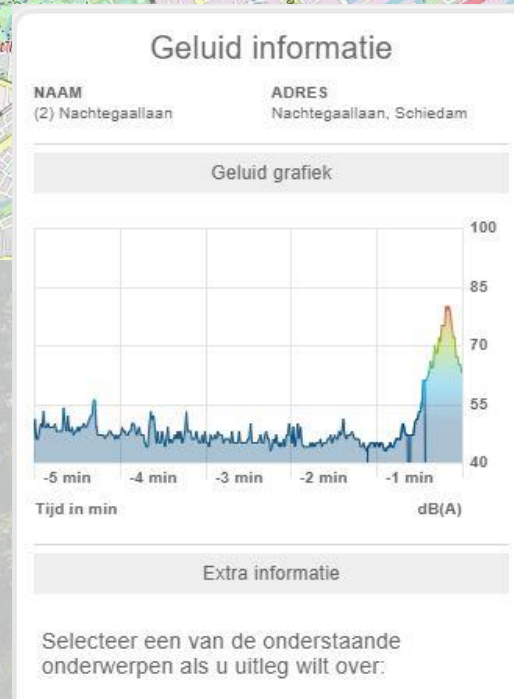 Geluid informatie
NAAM
(2) Nachtegaallaan
ADRES
Nachtegaallaan, Schiedam
Geluid grafiek
100
85
70
55
40
-5 min -4 min -3 min -2 min -1 min
Tijd in min dB(A)
Extra informatie
Selecteer een van de onderstaande
onderwerpen als u uitleg wilt over: